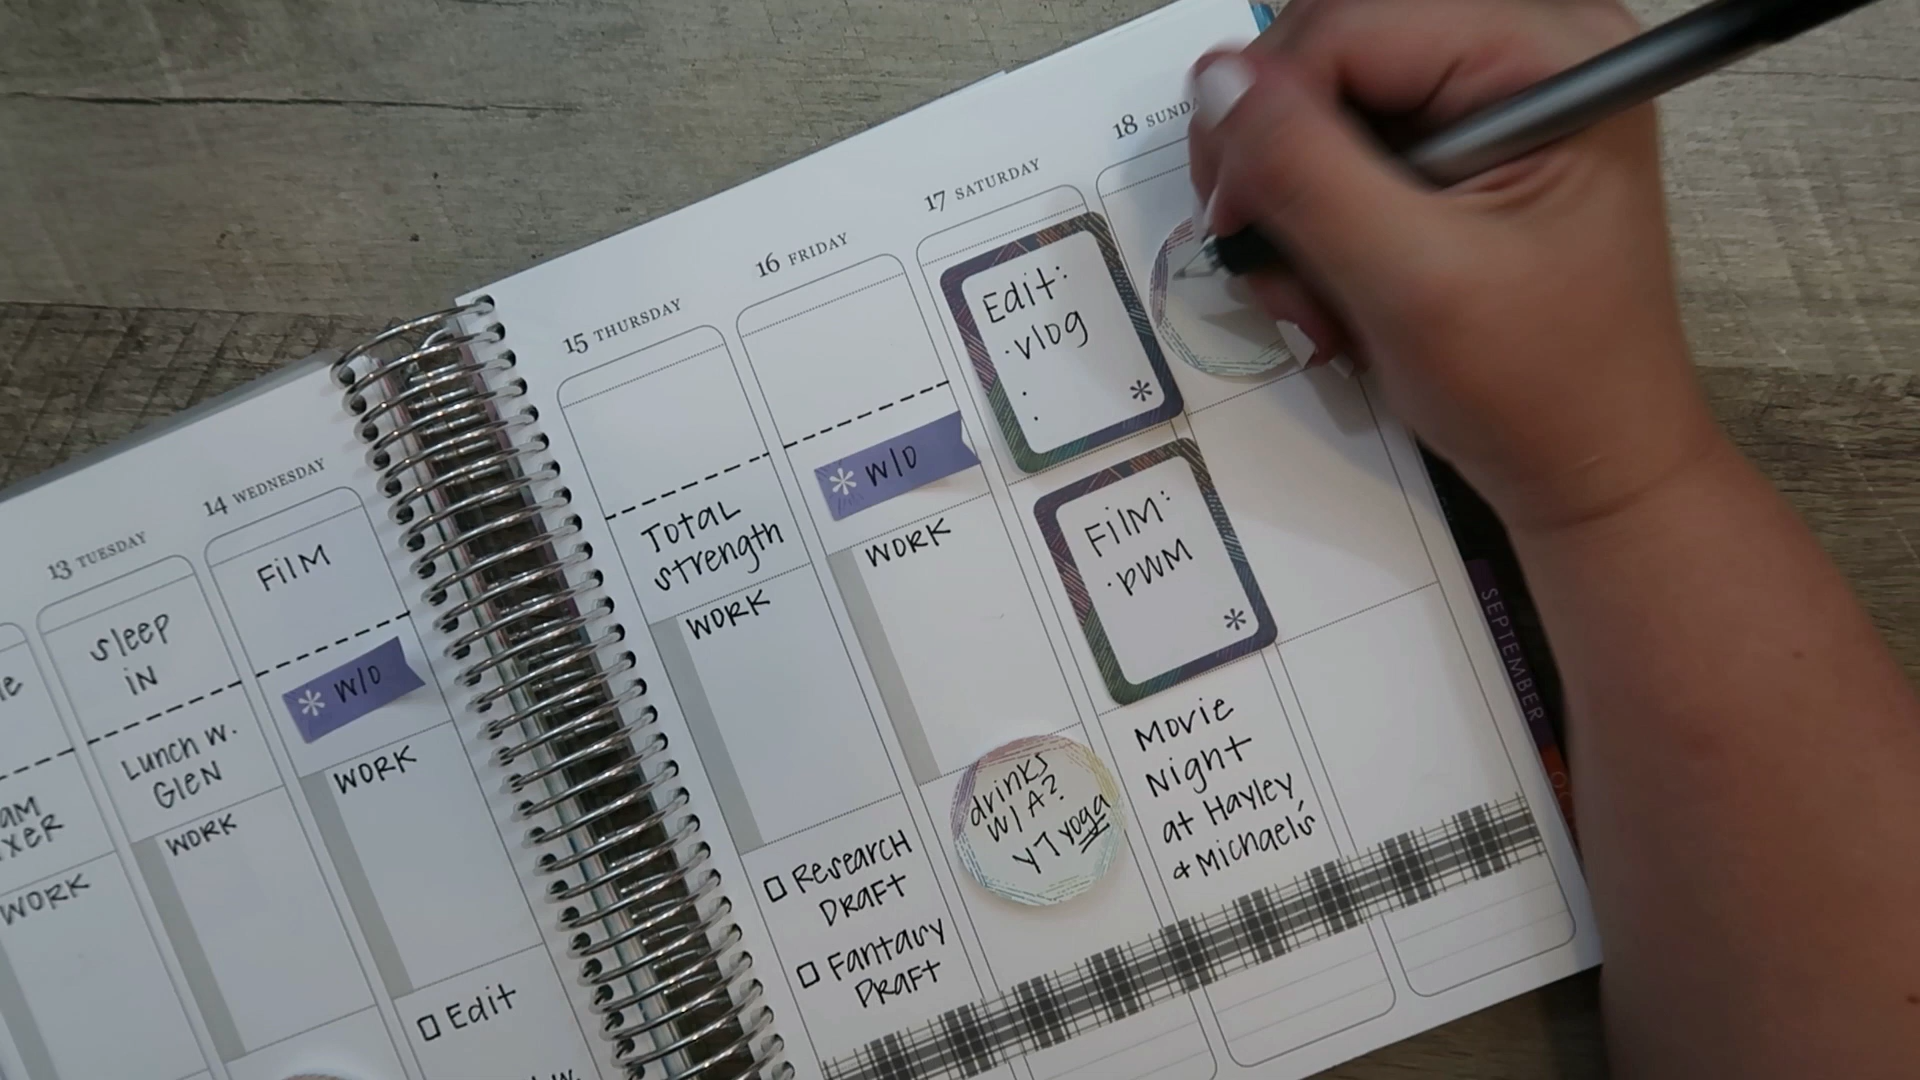 13 TUESDAY
sleep
in
Lunch w.
Glen
WORK
WORK
14 WEDNESDAY
FILM
* W/O
WORK
Edit
15 THURSDAY
TOTAL
strength
WORK
Research
DRAFT
Fantasy
DRAFT
16 FRIDAY
* W/O
WORK
drinks
W/ A?
Y7 yoga
17 SATURDAY
Edit:
· vlog
·
·
*
FILM:
· PWM
*
MOVIE
Night
at Hayley
& Michael's
18
SEPTEMBER